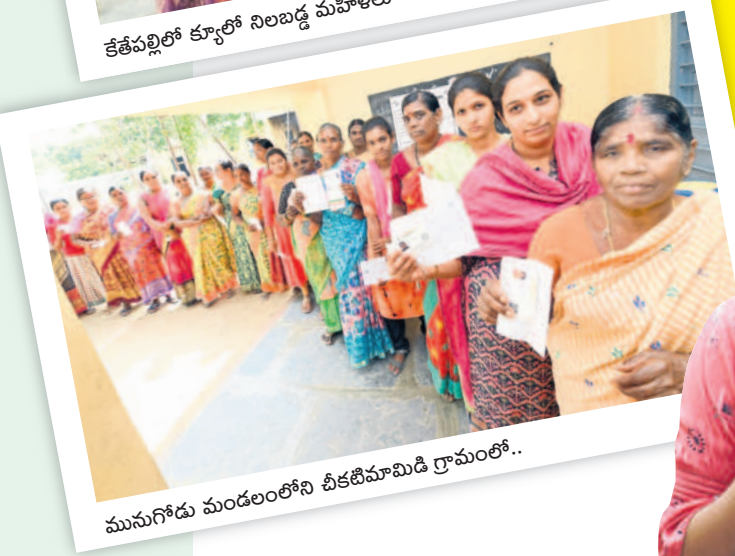 కేతేపల్లిలో క్యూలో నిలబడ్డ మహిళలు
మునుగోడు మండలంలోని చీకటిమామిడి గ్రామంలో..